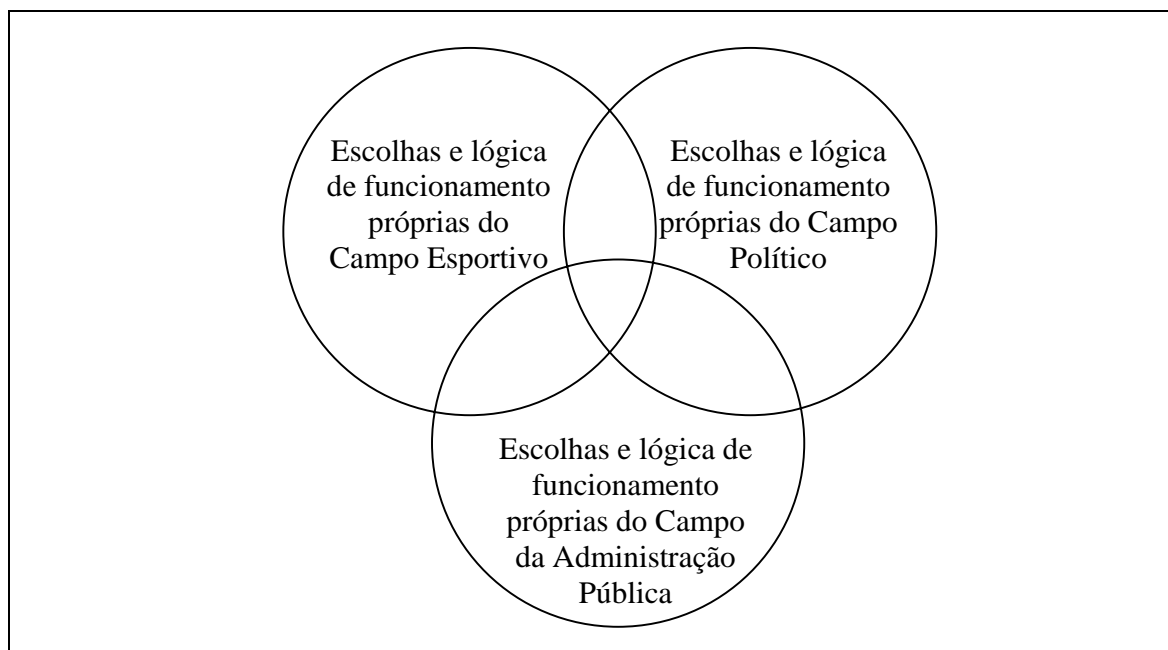 Escolhas e lógica
de funcionamento
próprias do
Campo Esportivo
Escolhas e lógica
de funcionamento
próprias do Campo
Político
Escolhas e lógica de
funcionamento
próprias do Campo
da Administração
Pública